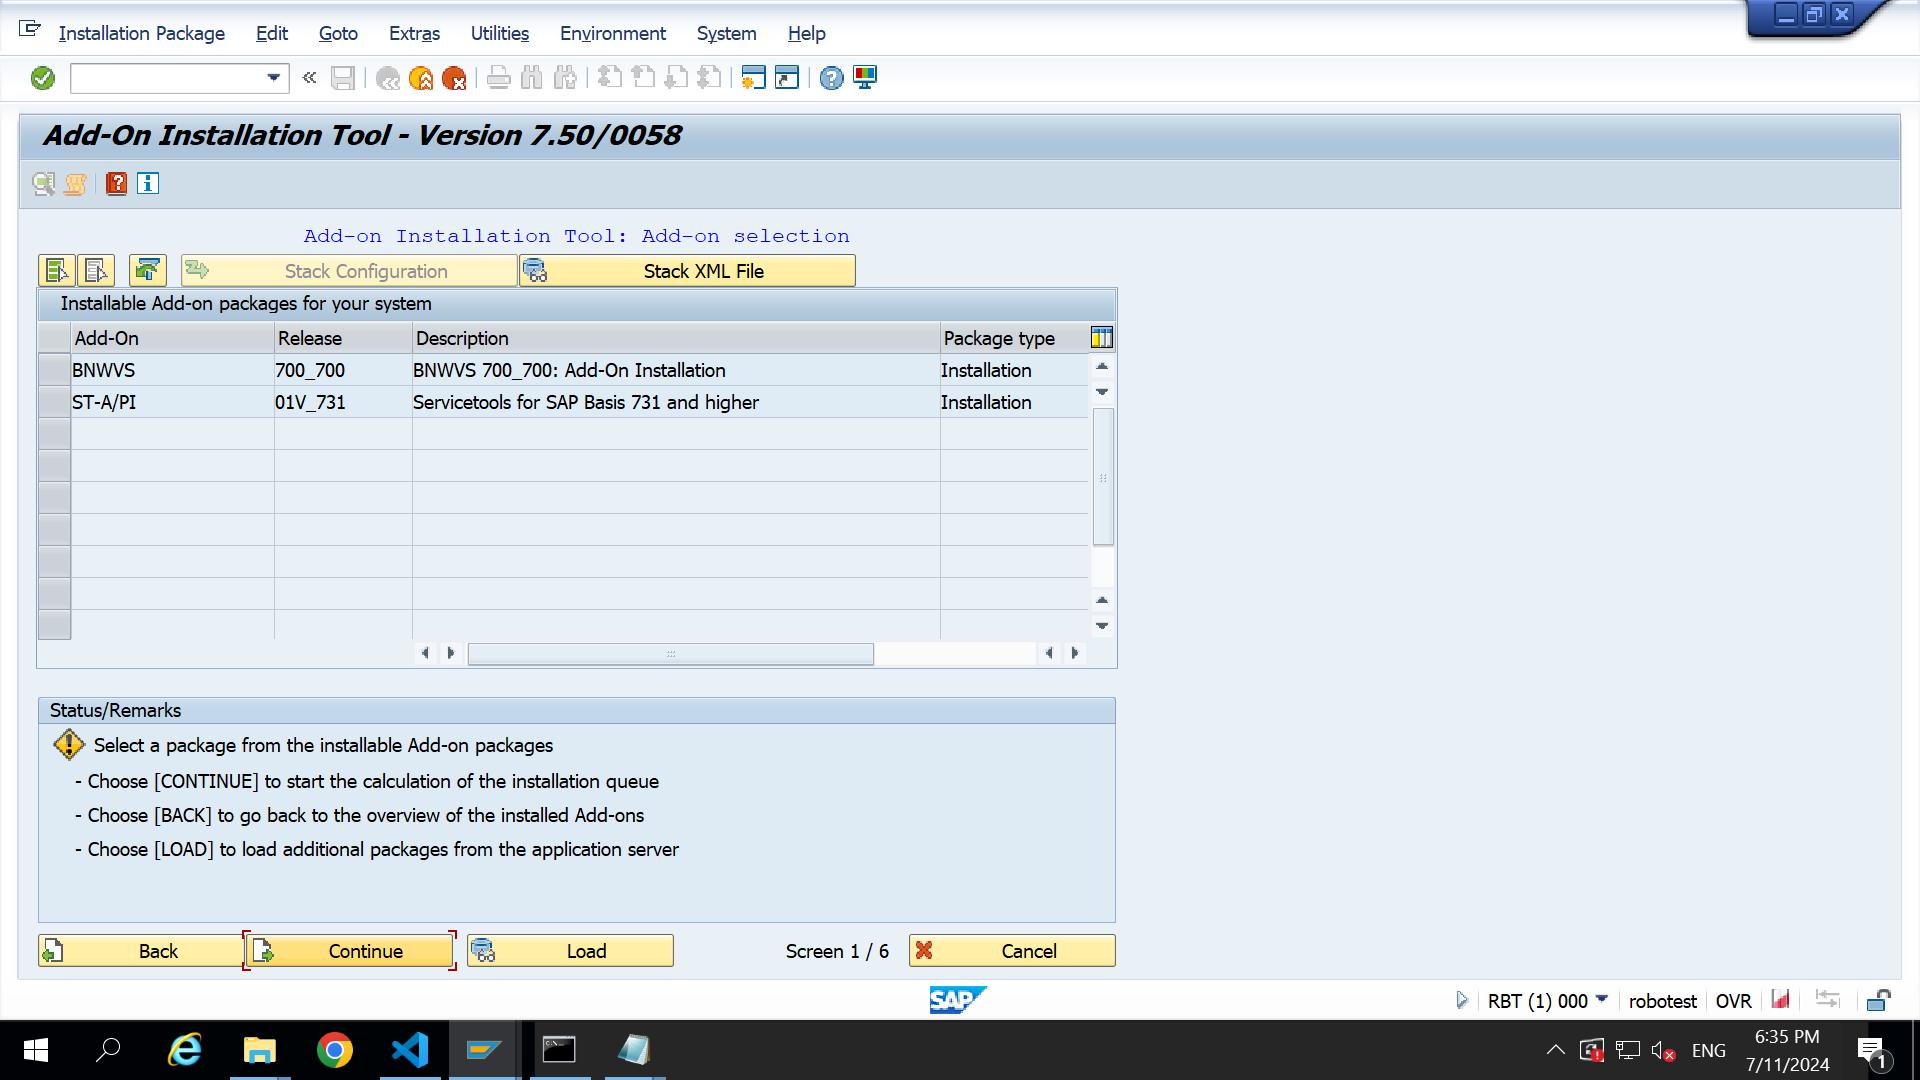 Installation Package Edit Goto Extras Utilities Environment System Help
Add-On Installation Tool - Version 7.50/0058
Add-on Installation Tool: Add-on selection
Stack Configuration Stack XML File
Installable Add-on packages for your system
Add-On Release Description Package type
BNWVS 700_700 BNWVS 700_700: Add-On Installation Installation
ST-A/PI 01V_731 Servicetools for SAP Basis 731 and higher Installation
Status/Remarks
Select a package from the installable Add-on packages
- Choose [CONTINUE] to start the calculation of the installation queue
- Choose [BACK] to go back to the overview of the installed Add-ons
- Choose [LOAD] to load additional packages from the application server
Back Continue Load Screen 1 / 6 Cancel
SAP RBT (1) 000 robotest OVR
6:35 PM
ENG
7/11/2024
1